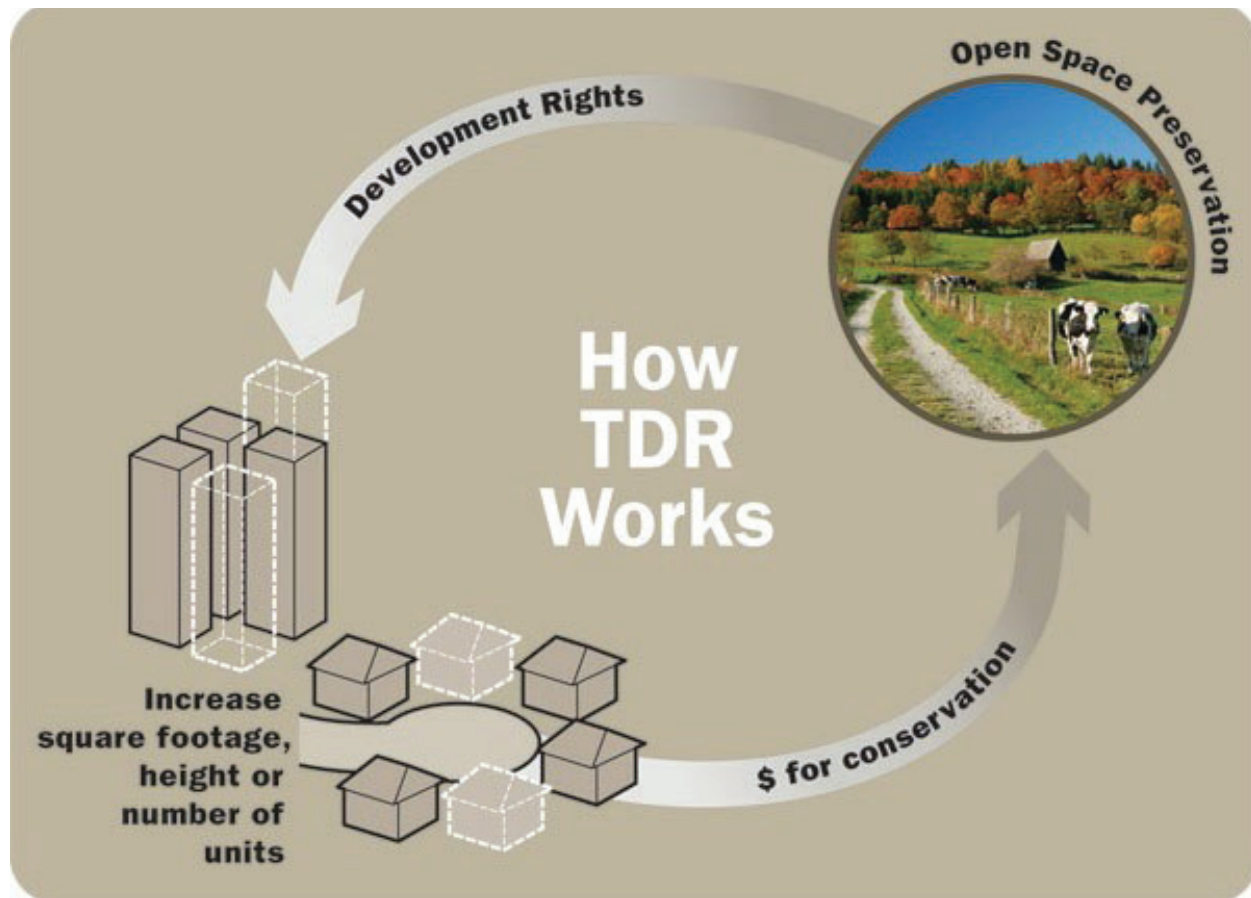 Open Space Preservation
Development Rights
How
TDR
Works
Increase
square footage,
height or
number of
units
$ for conservation